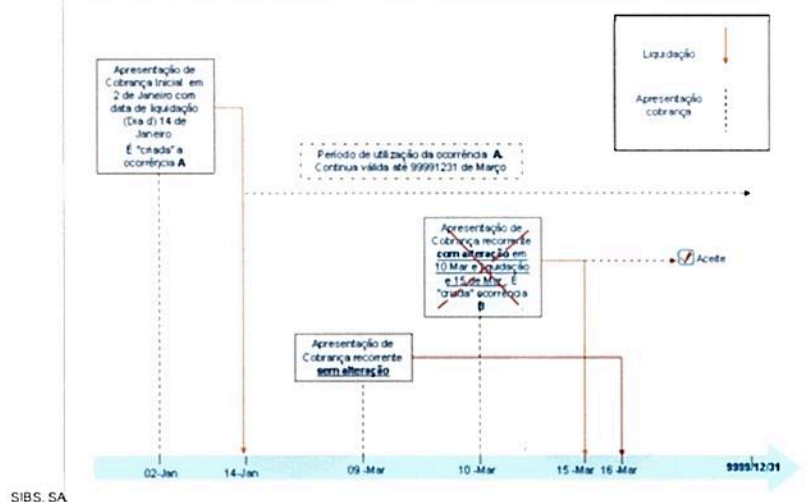 Liquidação
Apresentação
cobrança
Apresentação de
Cobrança Inicial em
2 de Janeiro com
data de liquidação
(Dia d) 14 de
Janeiro
É "criada" a
ocorrência A
Período de utilização da ocorrência A.
Continua válida até 99991231 de Março
Apresentação de
Cobrança recorrente
com alteração em
10 Mar e liquidação
e 15 de Mar. É
"criada" ocorrência
B
Aceite
Apresentação de
Cobrança recorrente
sem alteração
02-Jan
14-Jan
09-Mar
10-Mar
15-Mar
16-Mar
9999/12/31
SIBS, SA